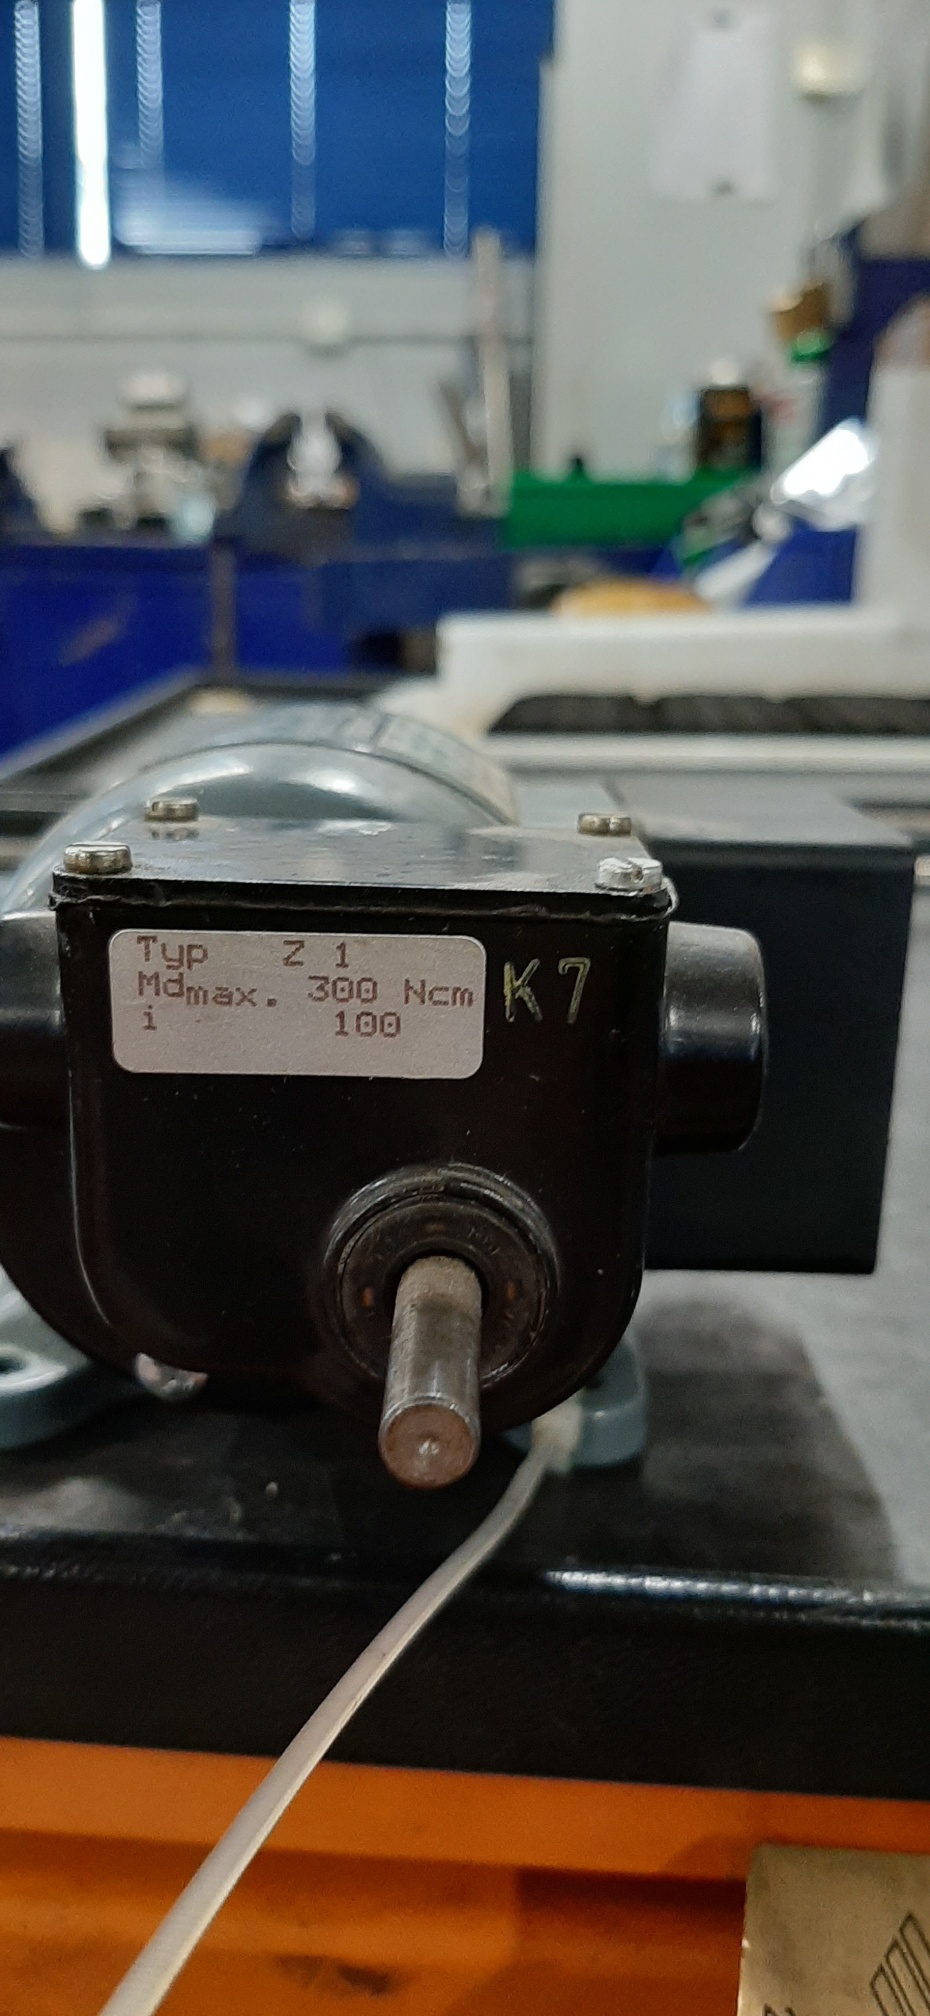 Typ Z 1
Mdmax. 300 Ncm
i 100
K7